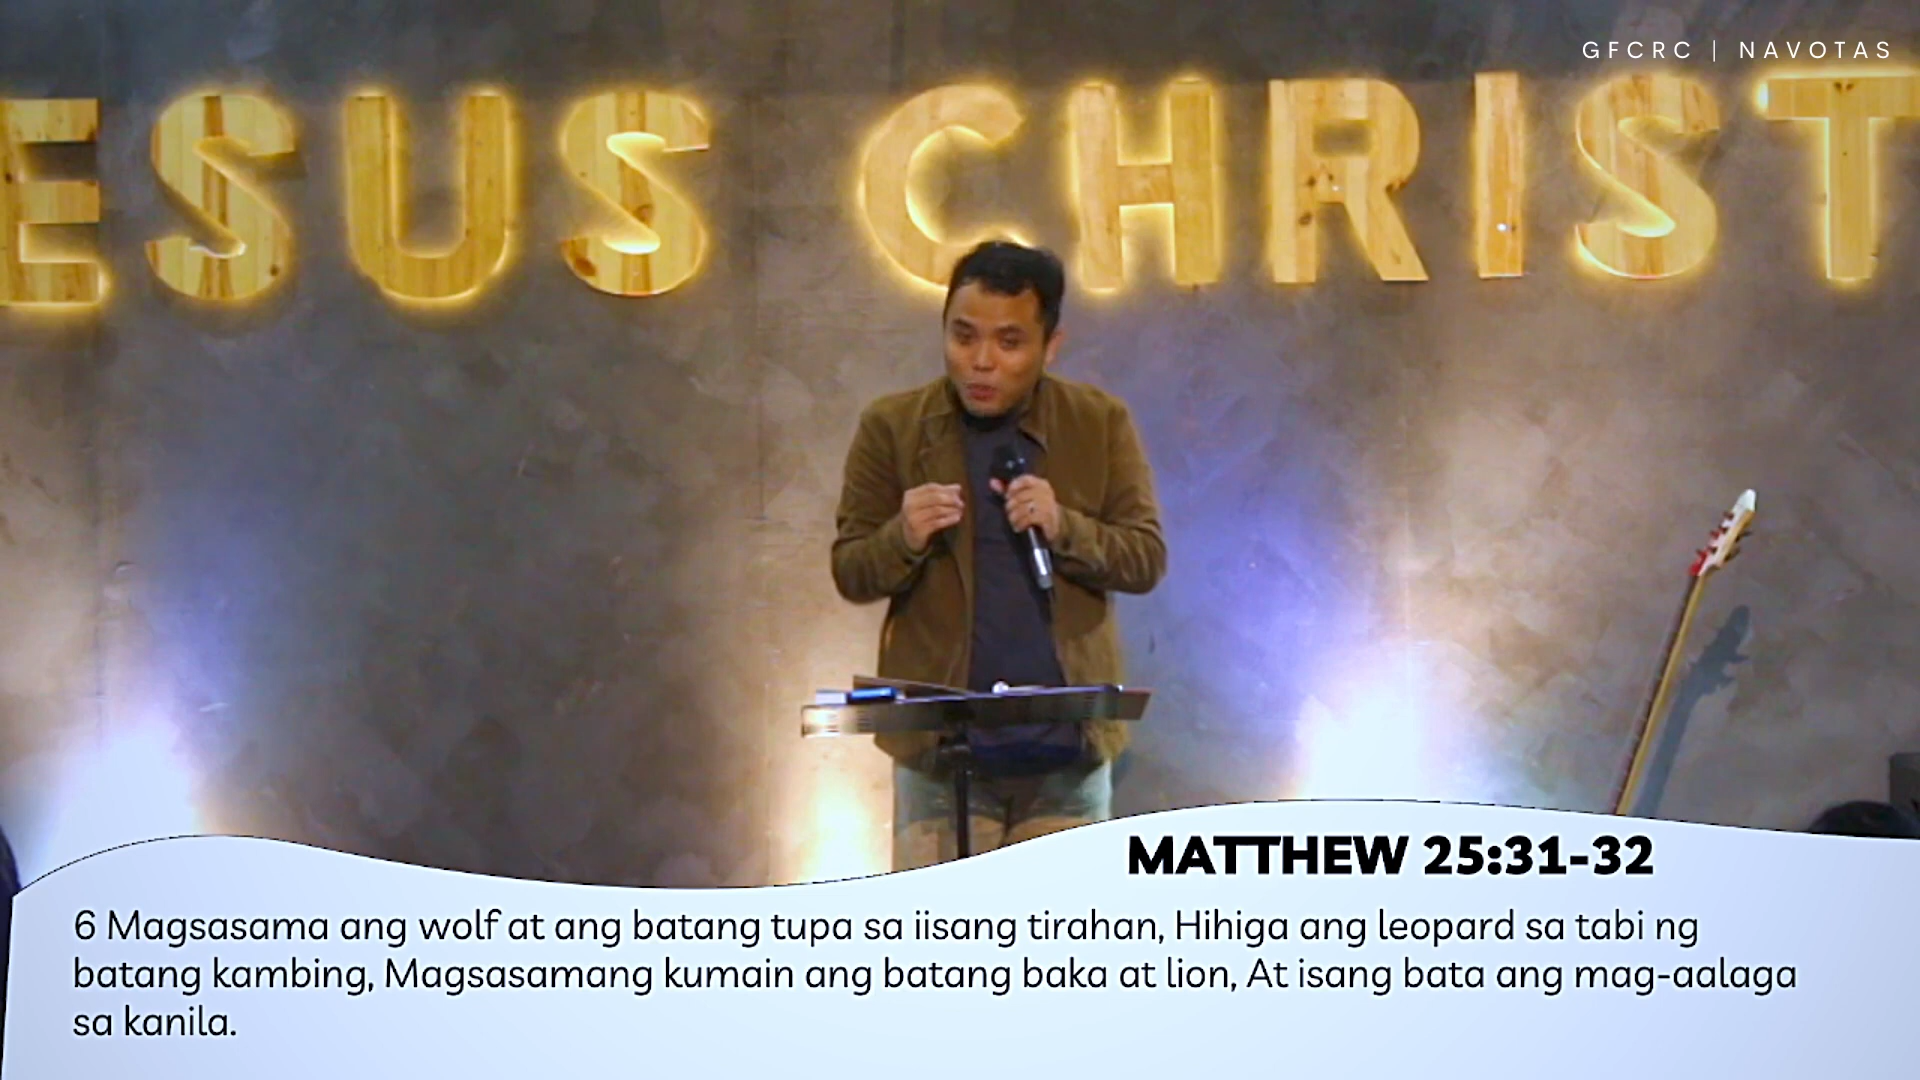 GFCRC | NAVOTAS
ESUS CHRIST
MATTHEW 25:31-32
6 Magsasama ang wolf at ang batang tupa sa iisang tirahan, Hihiga ang leopard sa tabi ng
batang kambing, Magsasamang kumain ang batang baka at lion, At isang bata ang mag-aalaga
sa kanila.